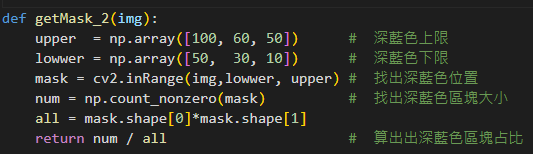 def getMask_2(img):
    upper  = np.array([100, 60, 50])      #  深藍色上限
    lowwer = np.array([50,  30, 10])      #  深藍色下限
    mask = cv2.inRange(img,lowwer, upper) #  找出深藍色位置
    num = np.count_nonzero(mask)          #  找出深藍色區塊大小
    all = mask.shape[0]*mask.shape[1]
    return num / all                      #  算出出深藍色區塊占比